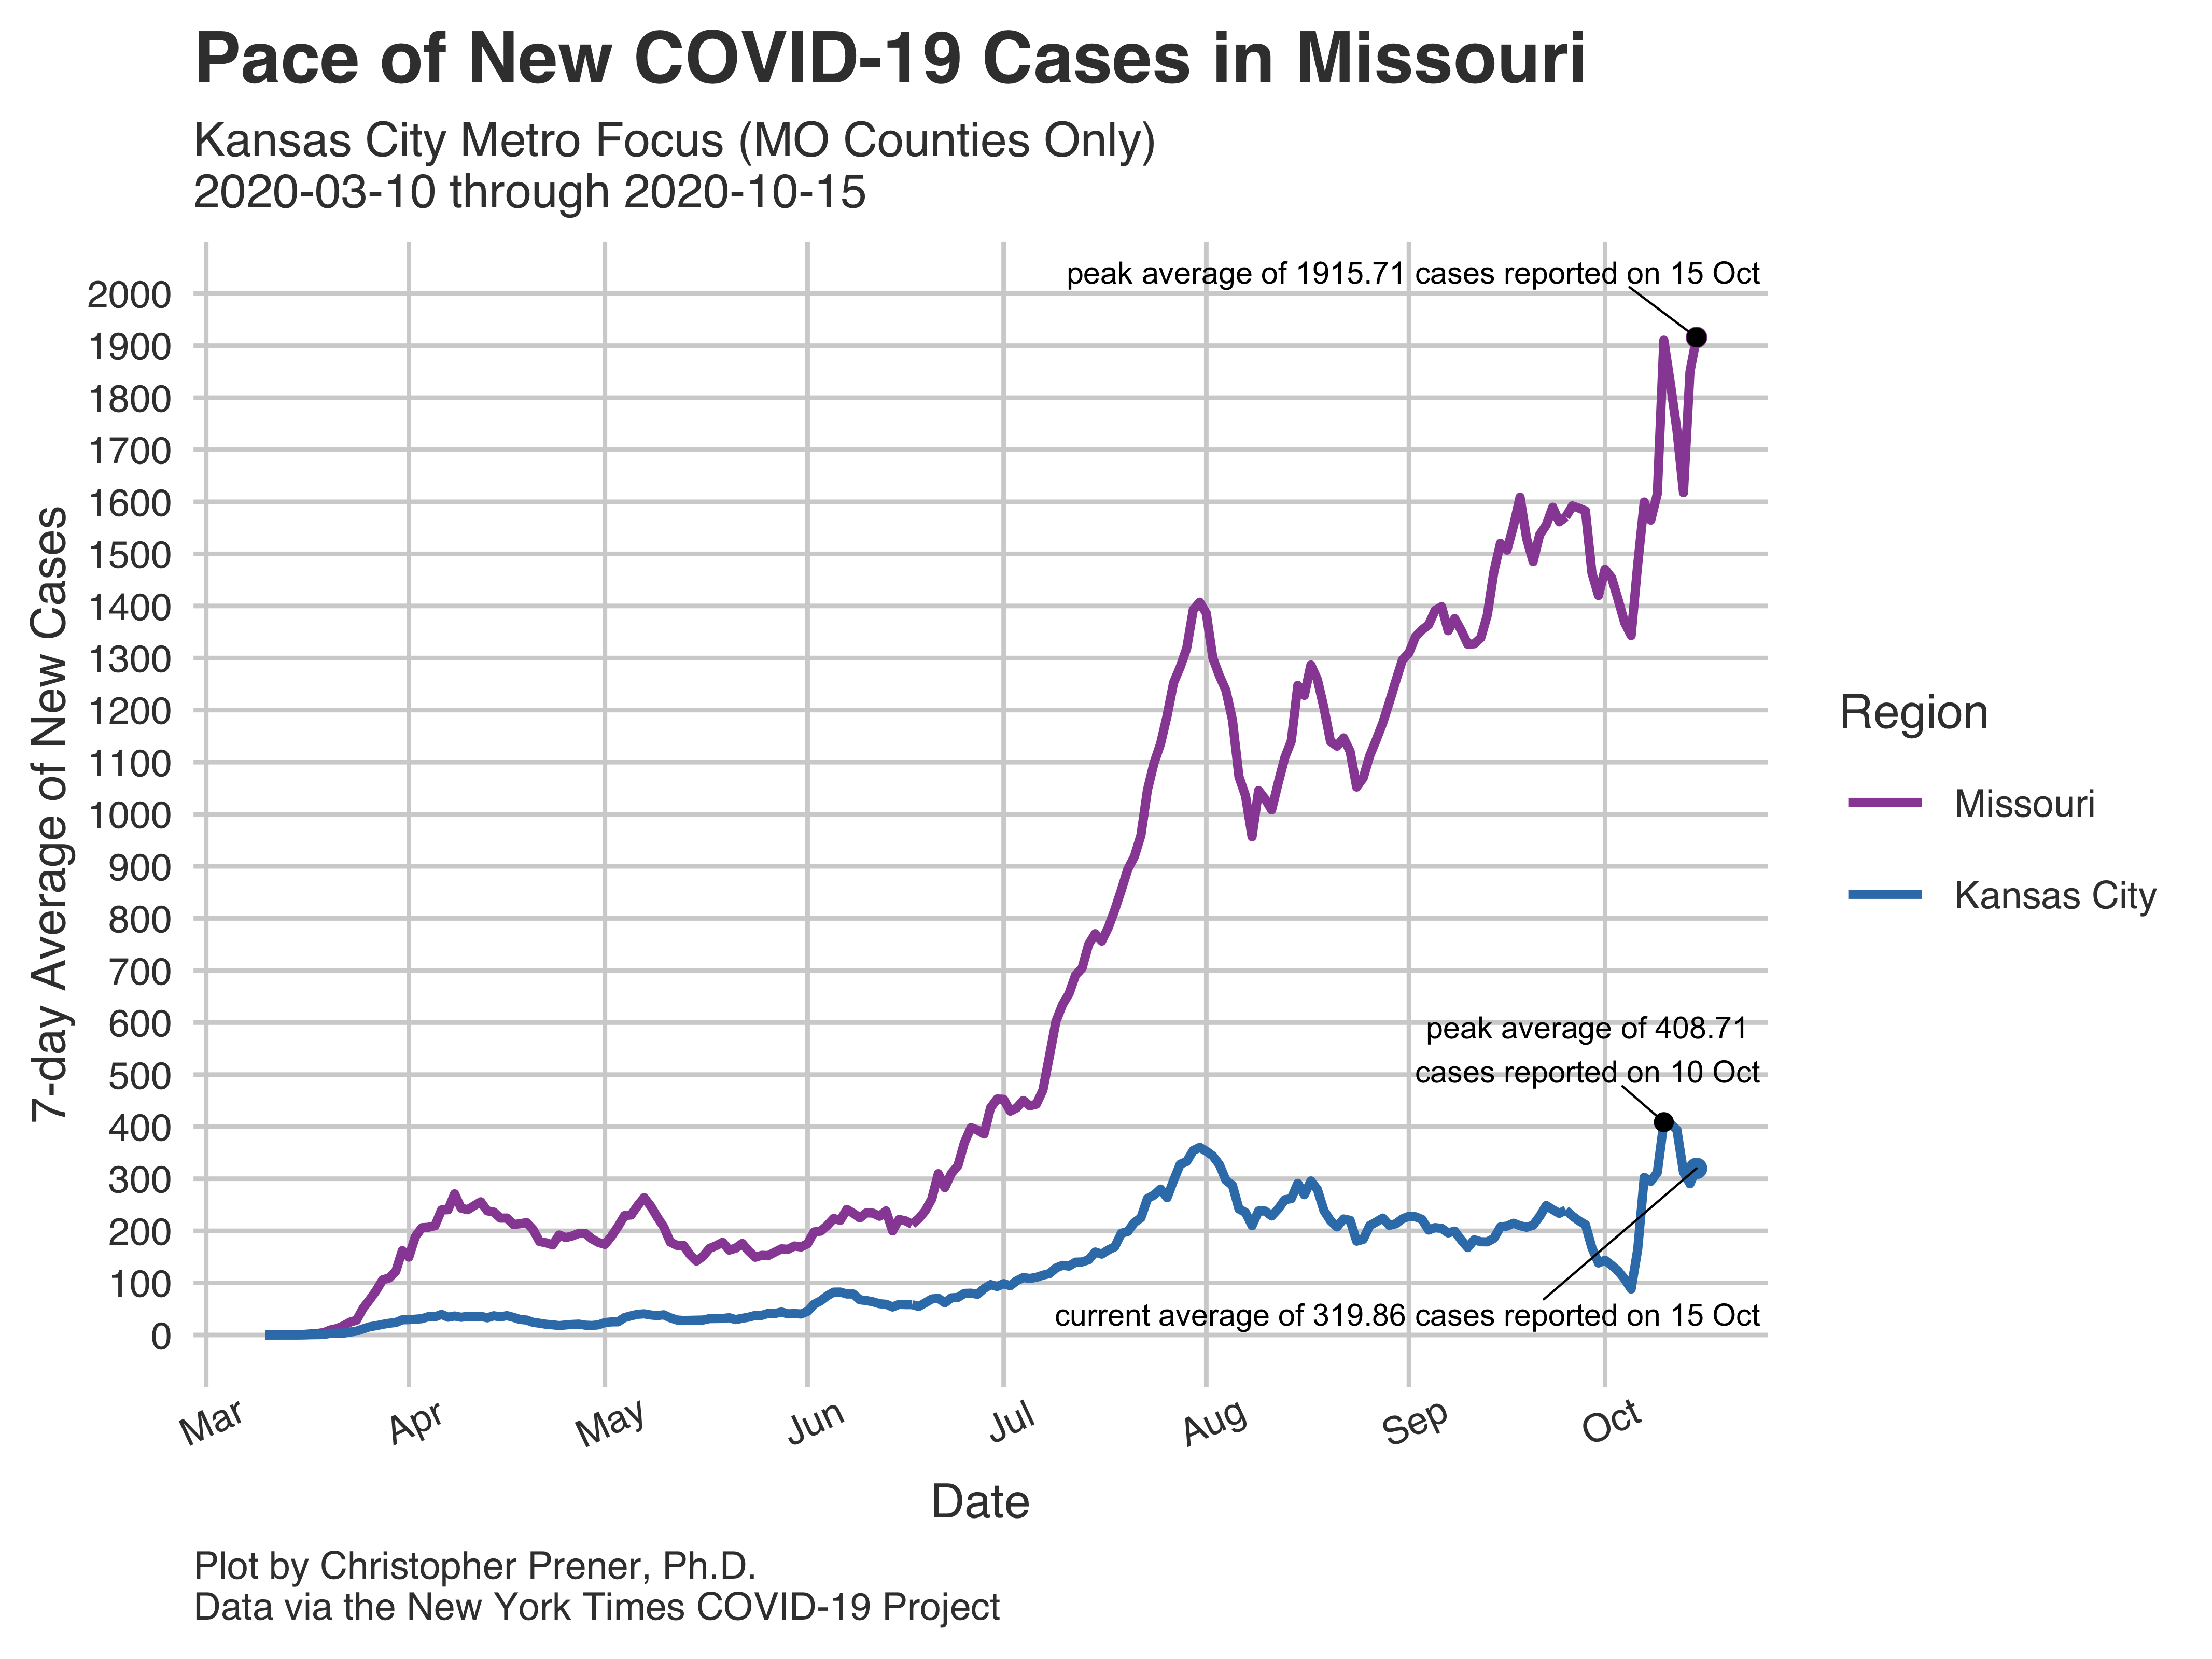 Pace of New COVID-19 Cases in Missouri
Kansas City Metro Focus (MO Counties Only)
2020-03-10 through 2020-10-15
peak average of 1915.71 cases reported on 15 Oct
2000
1900
1800
1700
1600
1500
1400
1300
1200
1100
1000
900
800
700
600
500
400
300
200
100
0
7-day Average of New Cases
peak average of 408.71
cases reported on 10 Oct
current average of 319.86 cases reported on 15 Oct
Region
Missouri
Kansas City
Mar
Apr
May
Jun
Jul
Aug
Sep
Oct
Date
Plot by Christopher Prener, Ph.D.
Data via the New York Times COVID-19 Project